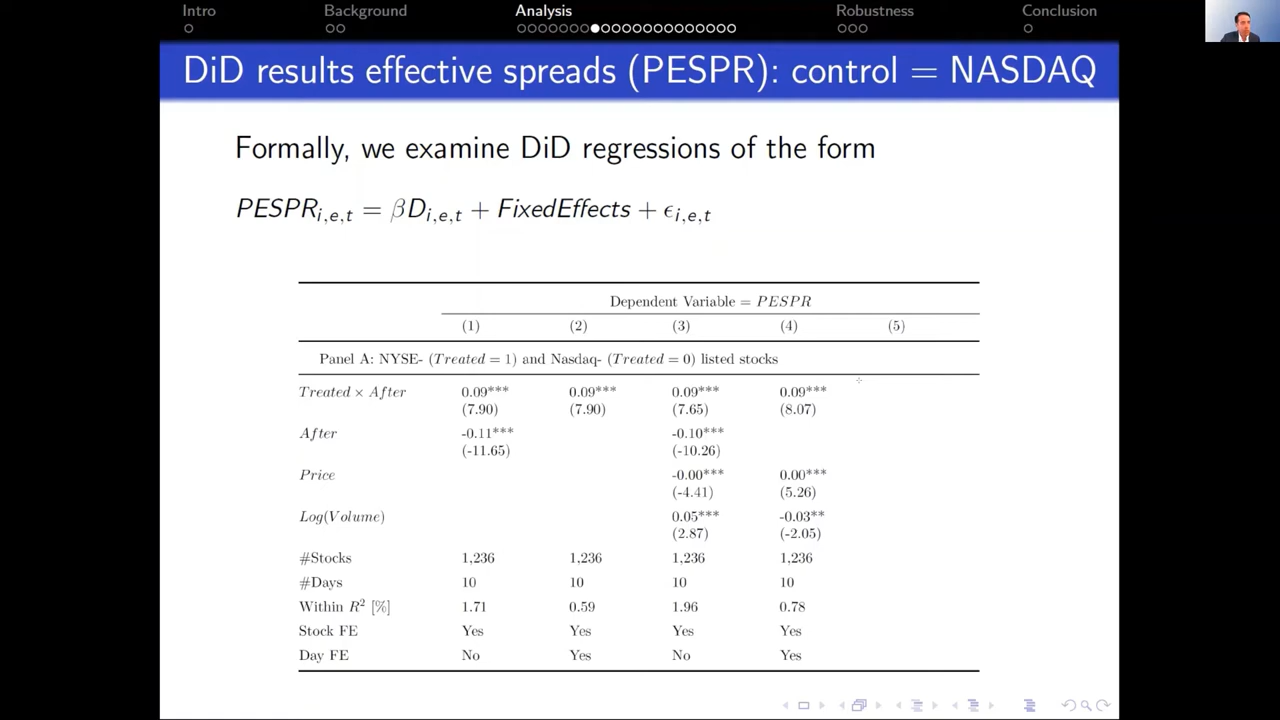 Intro Background Analysis Robustness Conclusion
DiD results effective spreads (PESPR): control = NASDAQ
Formally, we examine DiD regressions of the form
PESPR_{i,e,t} = βD_{i,e,t} + FixedEffects + ϵ_{i,e,t}
Dependent Variable = PESPR
(1) (2) (3) (4) (5)
Panel A: NYSE- (Treated = 1) and Nasdaq- (Treated = 0) listed stocks
Treated × After 0.09*** 0.09*** 0.09*** 0.09***
(7.90) (7.90) (7.65) (8.07)
After -0.11*** -0.10***
(-11.65) (-10.26)
Price -0.00*** 0.00***
(-4.41) (5.26)
Log(Volume) 0.05*** -0.03**
(2.87) (-2.05)
#Stocks 1,236 1,236 1,236 1,236
#Days 10 10 10 10
Within R² [%] 1.71 0.59 1.96 0.78
Stock FE Yes Yes Yes Yes
Day FE No Yes No Yes